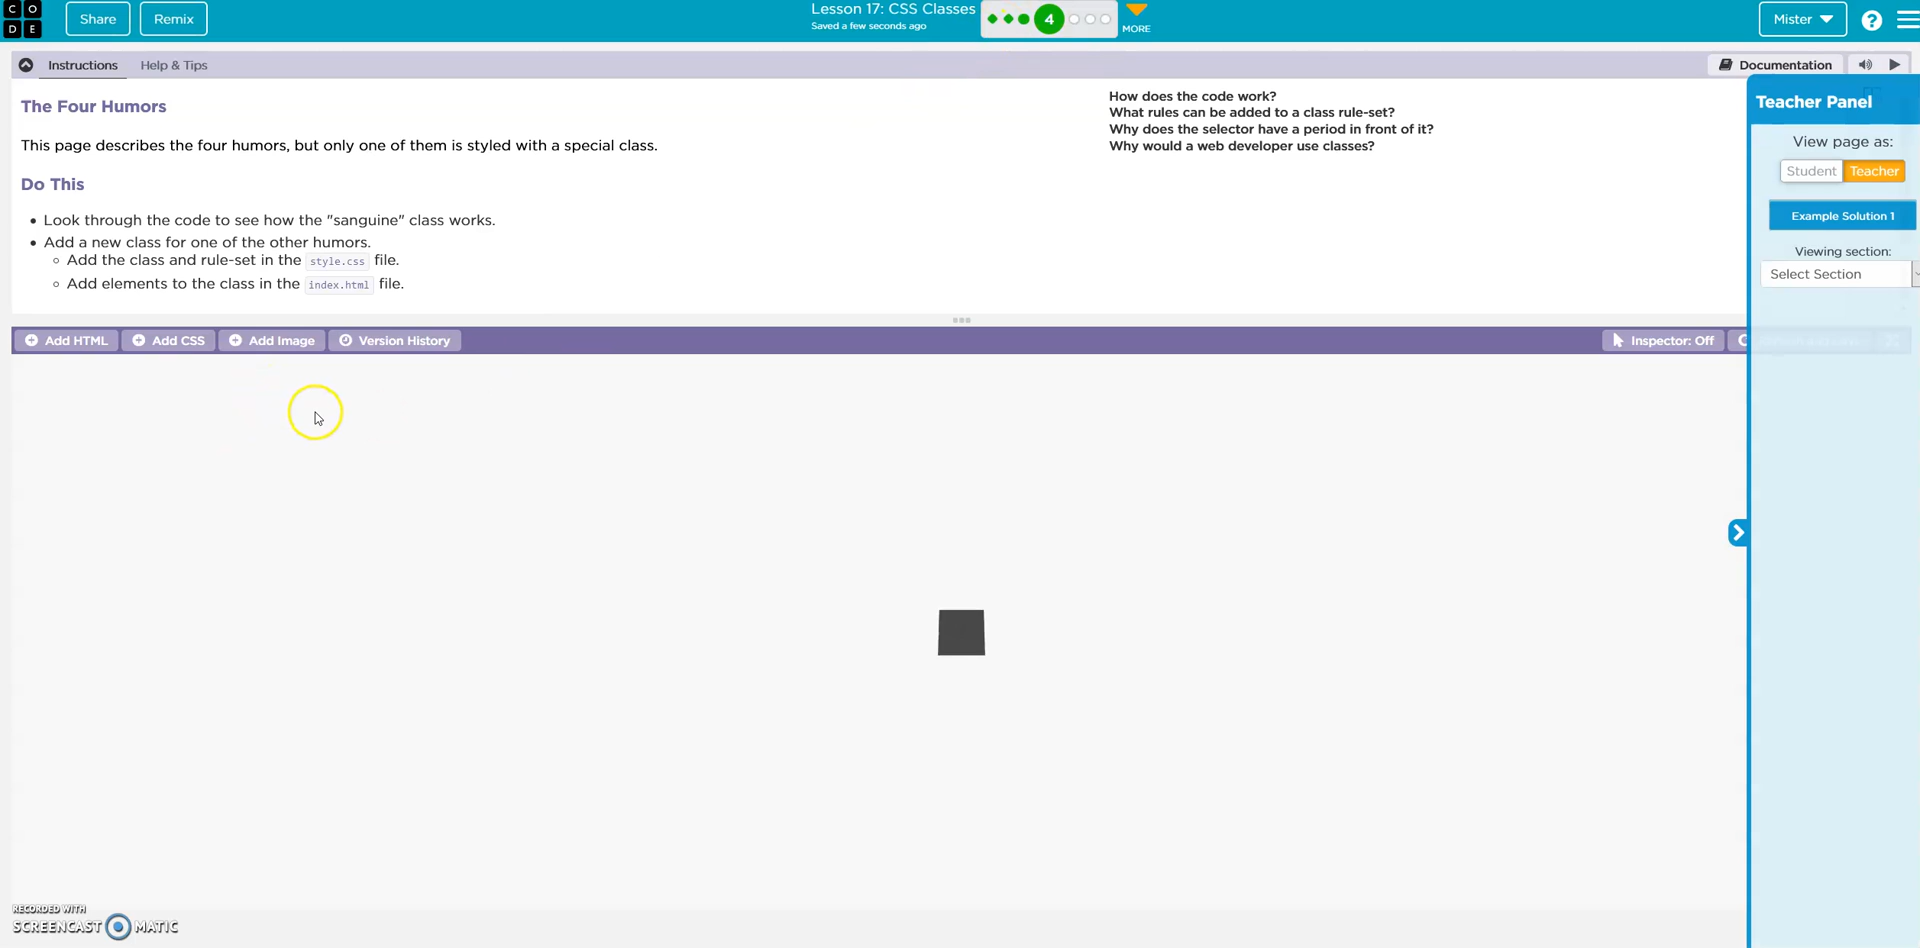 CODE
Share
Remix
Lesson 17: CSS Classes
Saved a few seconds ago
4
MORE
Mister
?
Instructions
Help & Tips
Documentation
The Four Humors
This page describes the four humors, but only one of them is styled with a special class.
Do This
• Look through the code to see how the "sanguine" class works.
• Add a new class for one of the other humors.
◦ Add the class and rule-set in the style.css file.
◦ Add elements to the class in the index.html file.
How does the code work?
What rules can be added to a class rule-set?
Why does the selector have a period in front of it?
Why would a web developer use classes?
Teacher Panel
View page as:
Student
Teacher
Example Solution 1
Viewing section:
Select Section
Add HTML
Add CSS
Add Image
Version History
Inspector: Off
RECORDED WITH
SCREENCAST MATIC